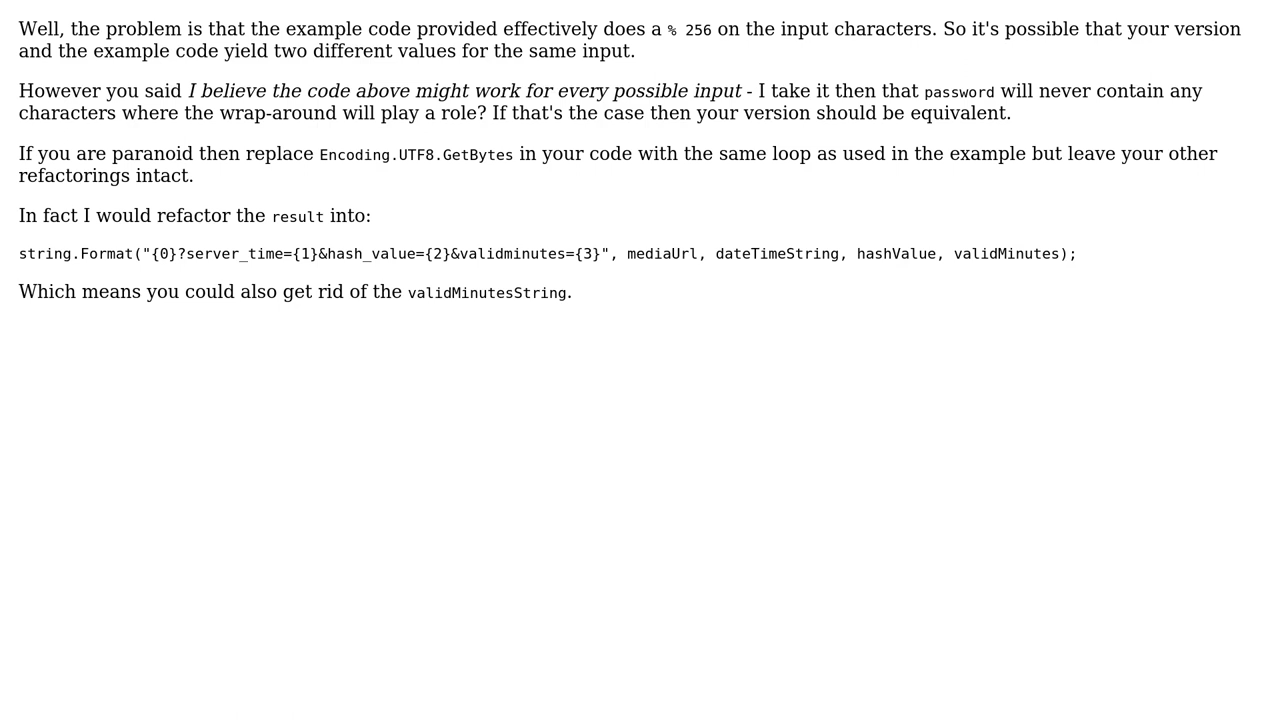 Well, the problem is that the example code provided effectively does a % 256 on the input characters. So it's possible that your version
and the example code yield two different values for the same input.
However you said I believe the code above might work for every possible input - I take it then that password will never contain any
characters where the wrap-around will play a role? If that's the case then your version should be equivalent.
If you are paranoid then replace Encoding.UTF8.GetBytes in your code with the same loop as used in the example but leave your other
refactorings intact.
In fact I would refactor the result into:
string.Format("{0}?server_time={1}&hash_value={2}&validminutes={3}", mediaUrl, dateTimeString, hashValue, validMinutes);
Which means you could also get rid of the validMinutesString.